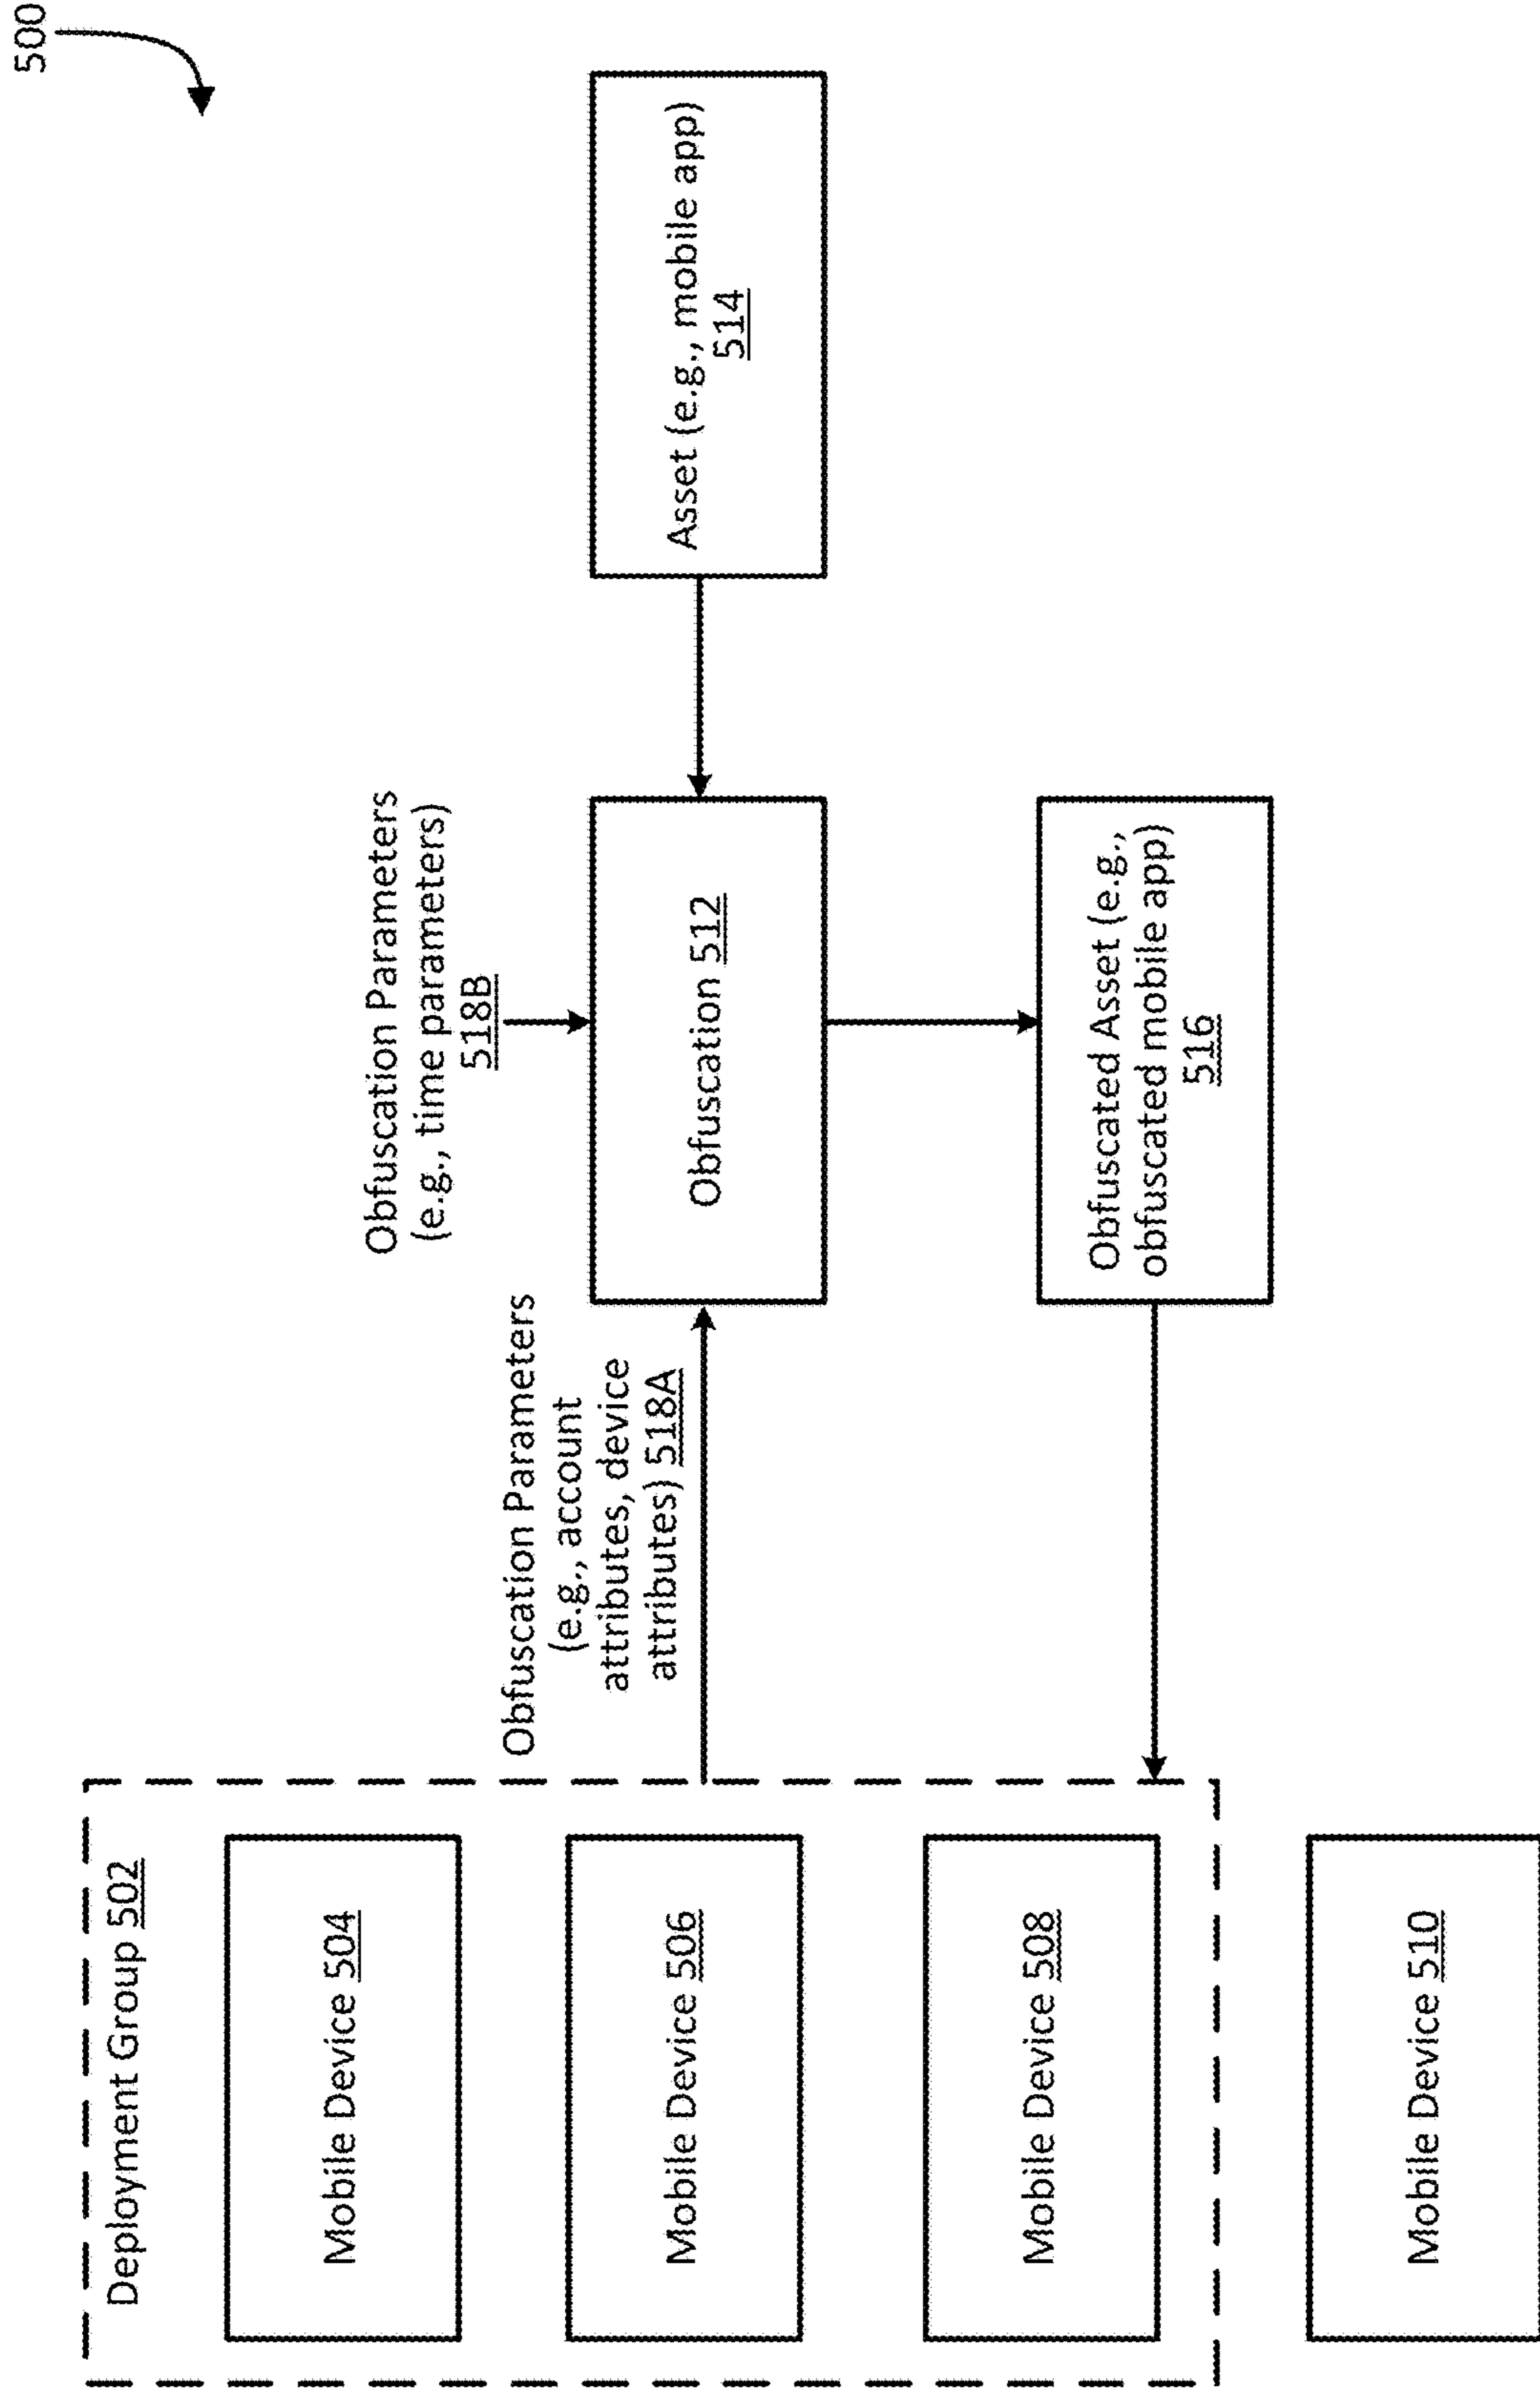 500
Deployment Group 502
Mobile Device 504
Mobile Device 506
Mobile Device 508
Mobile Device 510
Obfuscation Parameters
(e.g., account
attributes, device
attributes) 518A
Obfuscation Parameters
(e.g., time parameters)
518B
Obfuscation 512
Obfuscated Asset (e.g.,
obfuscated mobile app)
516
Asset (e.g., mobile app)
514